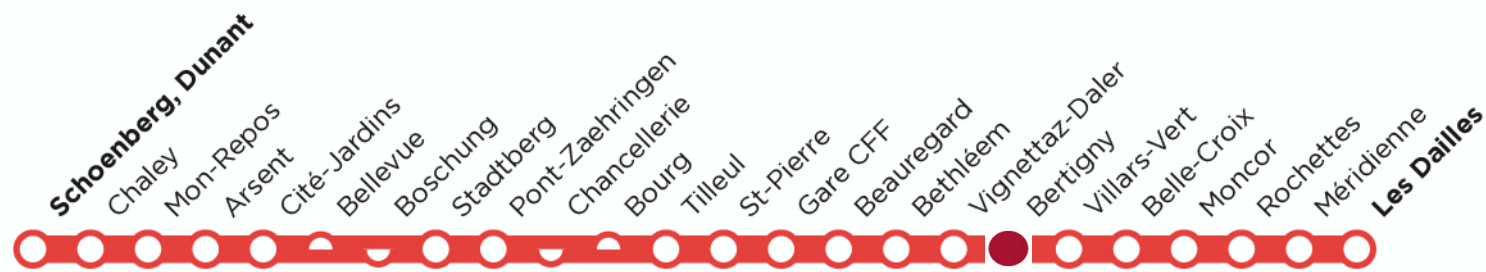 Schoenberg, Dunant
Chaley
Mon-Repos
Arsent
Cité-Jardins
Bellevue
Boschung
Stadtberg
Pont-Zaehringen
Chancellerie
Bourg
Tilleul
St-Pierre
Gare CFF
Beauregard
Bethléem
Vignettaz-Daler
Bertigny
Villars-Vert
Belle-Croix
Moncor
Rochettes
Méridienne
Les Dailles